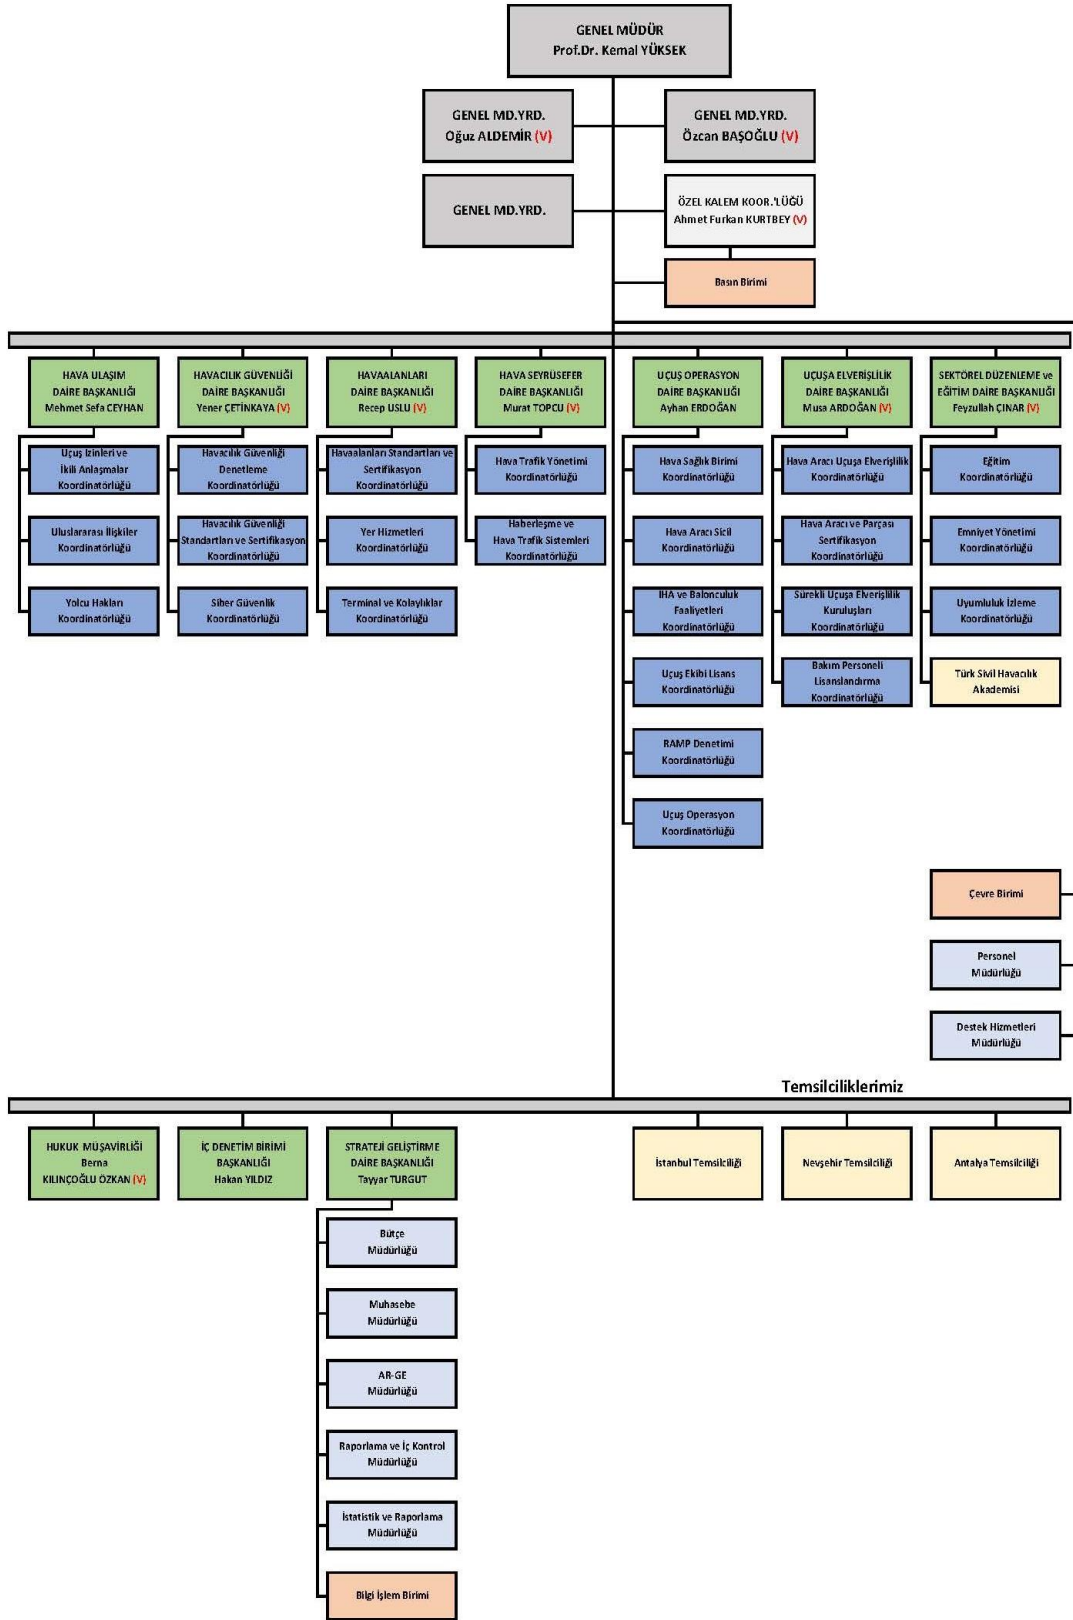 GENEL MÜDÜR
Prof.Dr. Kemal YÜKSEK
GENEL MD.YRD.
Oğuz ALDEMİR (V)
GENEL MD.YRD.
Özcan BAŞOĞLU (V)
GENEL MD.YRD.
ÖZEL KALEM KOOR.'LÜĞÜ
Ahmet Furkan KURTBEY (V)
Basın Birimi
HAVA ULAŞIM
DAİRE BAŞKANLIĞI
Mehmet Sefa CEYHAN
HAVACILIK GÜVENLİĞİ
DAİRE BAŞKANLIĞI
Yener ÇETİNKAYA (V)
HAVAALANLARI
DAİRE BAŞKANLIĞI
Recep USLU (V)
HAVA SEYRÜSEFER
DAİRE BAŞKANLIĞI
Murat TOPCU (V)
UÇUŞ OPERASYON
DAİRE BAŞKANLIĞI
Ayhan ERDOĞAN
UÇUŞA ELVERİŞLİLİK
DAİRE BAŞKANLIĞI
Musa ARDOĞAN (V)
SEKTÖREL DÜZENLEME ve
EĞİTİM DAİRE BAŞKANLIĞI
Feyzullah ÇINAR (V)
Uçuş İzinleri ve
İkili Anlaşmalar
Koordinatörlüğü
Uluslararası İlişkiler
Koordinatörlüğü
Yolcu Hakları
Koordinatörlüğü
Havacılık Güvenliği
Denetleme
Koordinatörlüğü
Havacılık Güvenliği
Standartları ve Sertifikasyon
Koordinatörlüğü
Siber Güvenlik
Koordinatörlüğü
Havaalanları Standartları ve
Sertifikasyon
Koordinatörlüğü
Yer Hizmetleri
Koordinatörlüğü
Terminal ve Kolaylıklar
Koordinatörlüğü
Hava Trafik Yönetimi
Koordinatörlüğü
Haberleşme ve
Hava Trafik Sistemleri
Koordinatörlüğü
Hava Sağlık Birimi
Koordinatörlüğü
Hava Aracı Sicil
Koordinatörlüğü
İHA ve Balonculuk
Faaliyetleri
Koordinatörlüğü
Uçuş Ekibi Lisans
Koordinatörlüğü
RAMP Denetimi
Koordinatörlüğü
Uçuş Operasyon
Koordinatörlüğü
Hava Aracı Uçuşa Elverişlilik
Koordinatörlüğü
Hava Aracı ve Parçası
Sertifikasyon
Koordinatörlüğü
Sürekli Uçuşa Elverişlilik
Kuruluşları
Koordinatörlüğü
Bakım Personeli
Lisanslandırma
Koordinatörlüğü
Eğitim
Koordinatörlüğü
Emniyet Yönetimi
Koordinatörlüğü
Uyumluluk İzleme
Koordinatörlüğü
Türk Sivil Havacılık
Akademisi
Çevre Birimi
Personel
Müdürlüğü
Destek Hizmetleri
Müdürlüğü
Temsilciliklerimiz
HUKUK MÜŞAVİRLİĞİ
Berna
KILINÇOĞLU ÖZKAN (V)
İÇ DENETİM BİRİMİ
BAŞKANLIĞI
Hakan YILDIZ
STRATEJİ GELİŞTİRME
DAİRE BAŞKANLIĞI
Tayyar TURGUT
İstanbul Temsilciliği
Nevşehir Temsilciliği
Antalya Temsilciliği
Bütçe
Müdürlüğü
Muhasebe
Müdürlüğü
AR-GE
Müdürlüğü
Raporlama ve İç Kontrol
Müdürlüğü
İstatistik ve Raporlama
Müdürlüğü
Bilgi İşlem Birimi